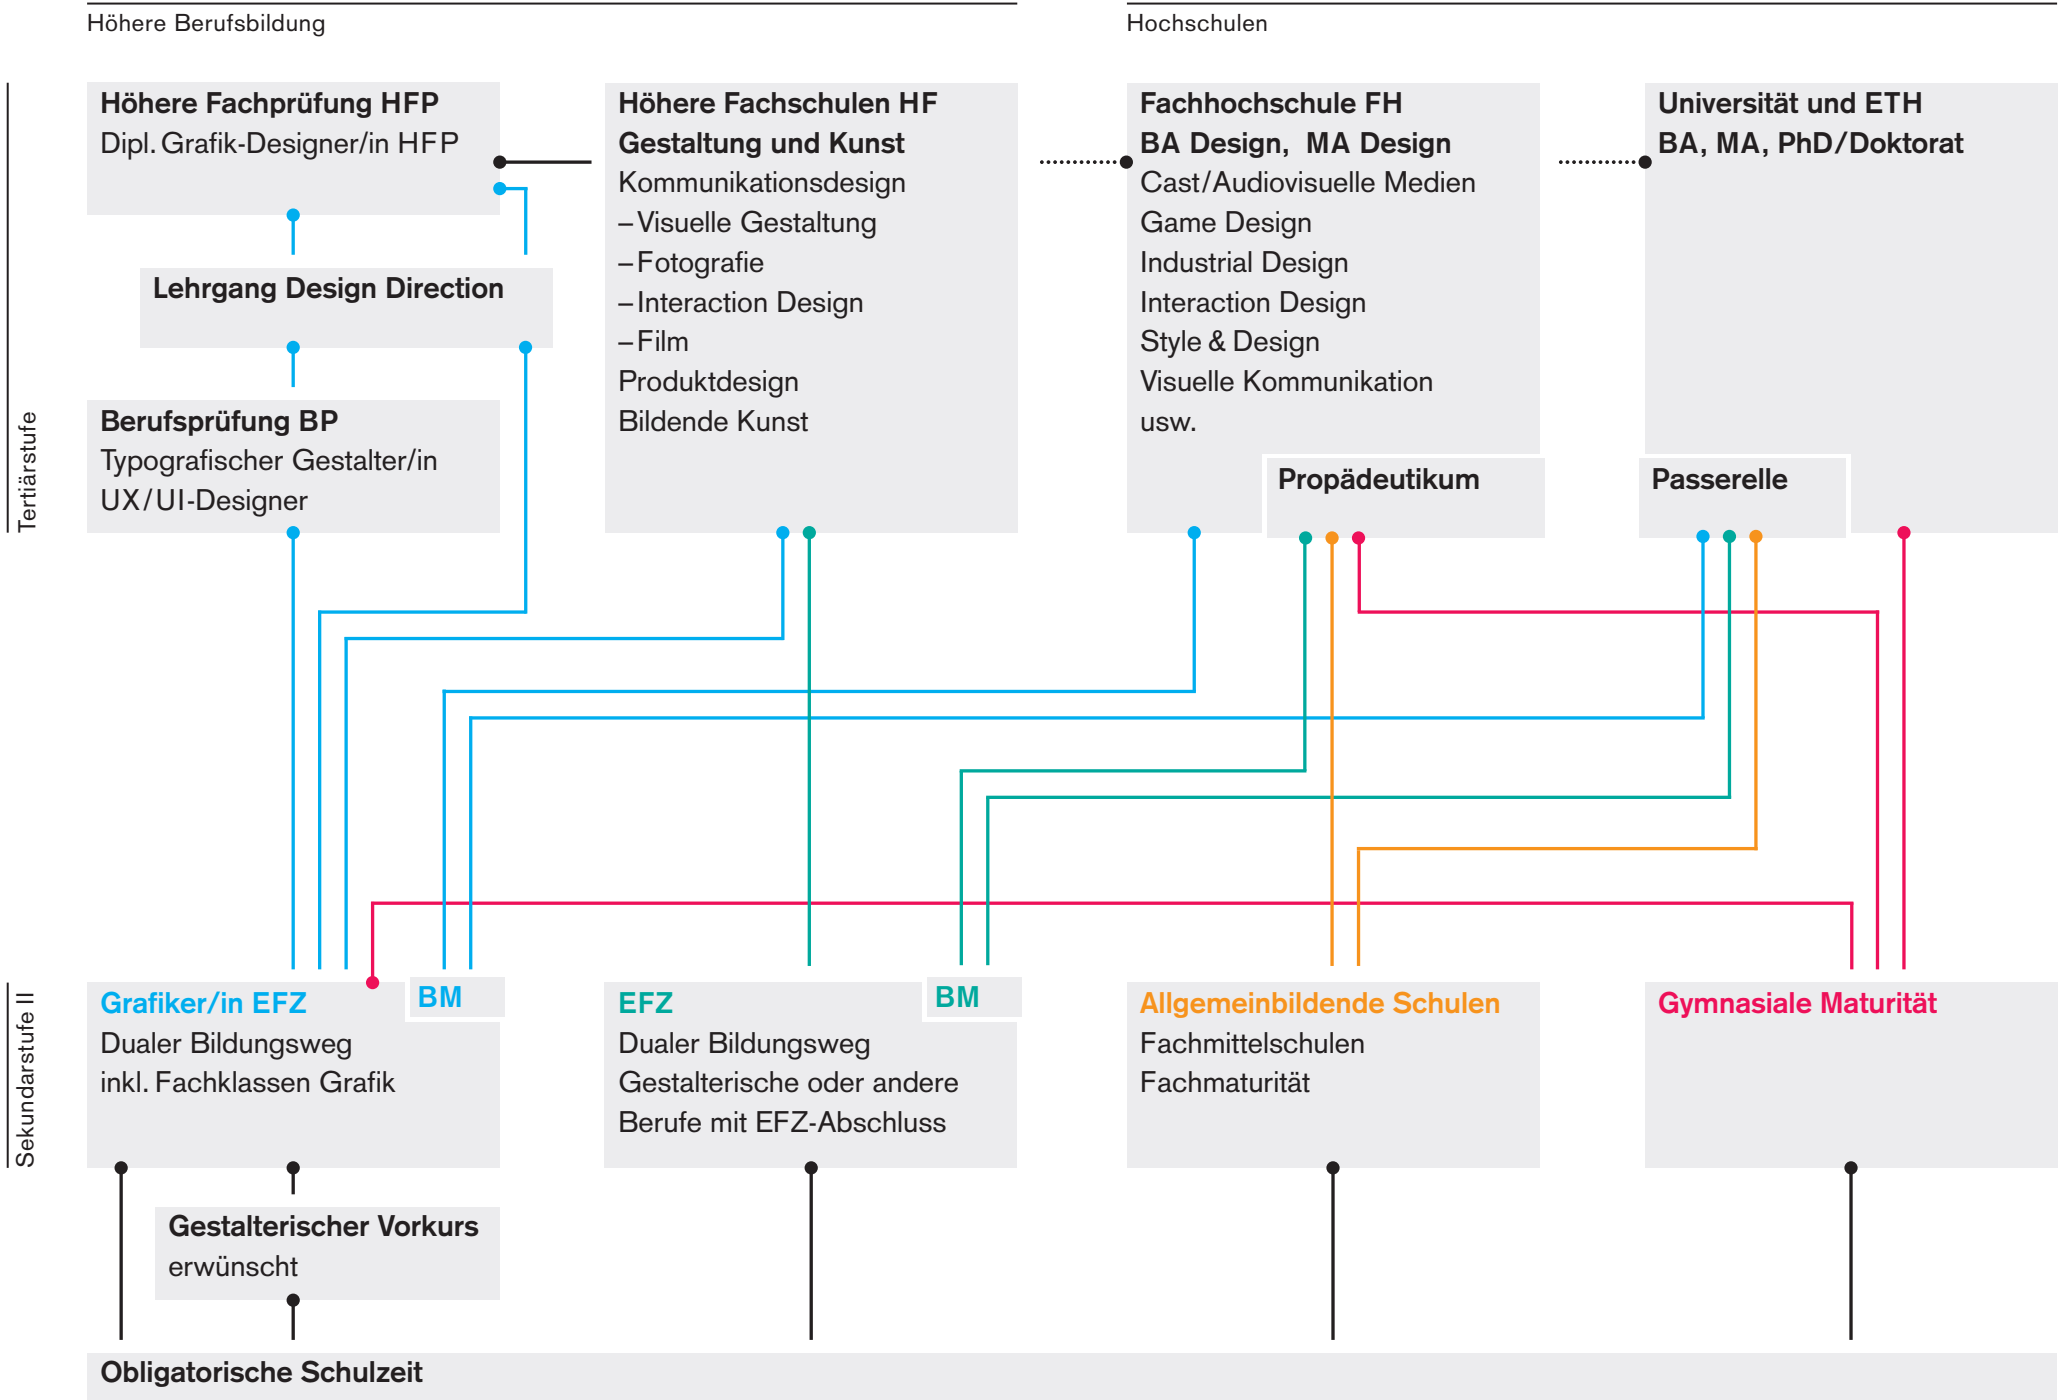 Höhere Berufsbildung
Hochschulen
Tertiärstufe
Höhere Fachprüfung HFP
Dipl. Grafik-Designer/in HFP
Lehrgang Design Direction
Berufsprüfung BP
Typografischer Gestalter/in
UX/UI-Designer
Höhere Fachschulen HF
Gestaltung und Kunst
Kommunikationsdesign
–Visuelle Gestaltung
–Fotografie
–Interaction Design
–Film
Produktdesign
Bildende Kunst
Fachhochschule FH
BA Design, MA Design
Cast/Audiovisuelle Medien
Game Design
Industrial Design
Interaction Design
Style & Design
Visuelle Kommunikation
usw.
Propädeutikum
Universität und ETH
BA, MA, PhD/Doktorat
Passerelle
Sekundarstufe II
Grafiker/in EFZ
BM
Dualer Bildungsweg
inkl. Fachklassen Grafik
EFZ
BM
Dualer Bildungsweg
Gestalterische oder andere
Berufe mit EFZ-Abschluss
Allgemeinbildende Schulen
Fachmittelschulen
Fachmaturität
Gymnasiale Maturität
Gestalterischer Vorkurs
erwünscht
Obligatorische Schulzeit